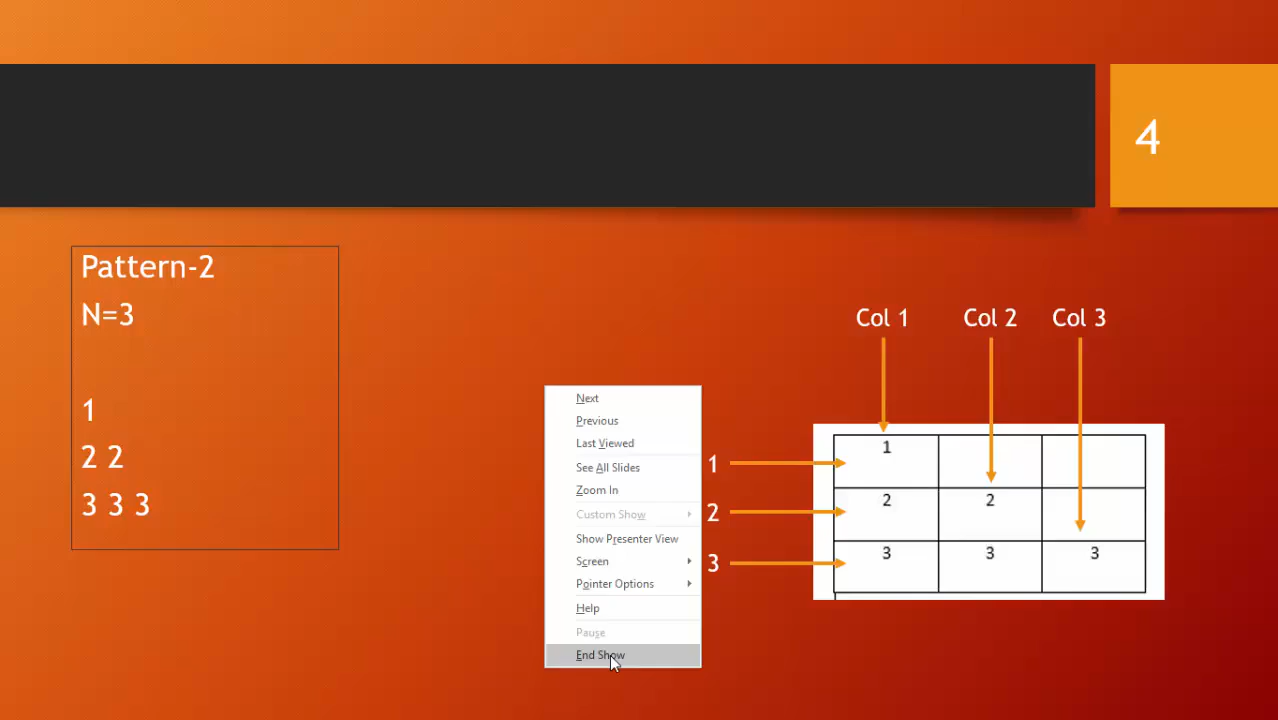 4
Pattern-2
N=3
1
2 2
3 3 3
Next
Previous
Last Viewed
See All Slides
Zoom In
Custom Show
Show Presenter View
Screen
Pointer Options
Help
Pause
End Show
Col 1 Col 2 Col 3
1
2
3
1
2 2
3 3 3